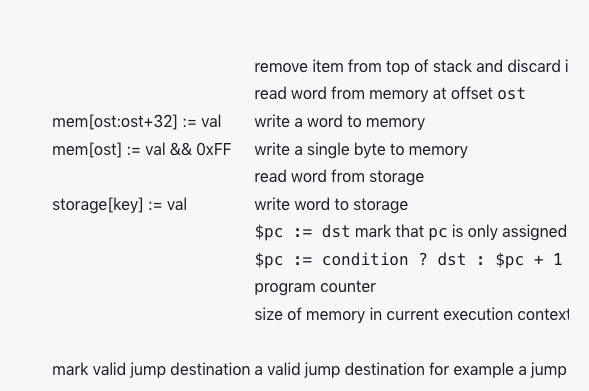 remove item from top of stack and discard i
read word from memory at offset ost
mem[ost:ost+32] := val write a word to memory
mem[ost] := val && 0xFF write a single byte to memory
read word from storage
storage[key] := val write word to storage
$pc := dst mark that pc is only assigned
$pc := condition ? dst : $pc + 1
program counter
size of memory in current execution context
mark valid jump destination a valid jump destination for example a jump